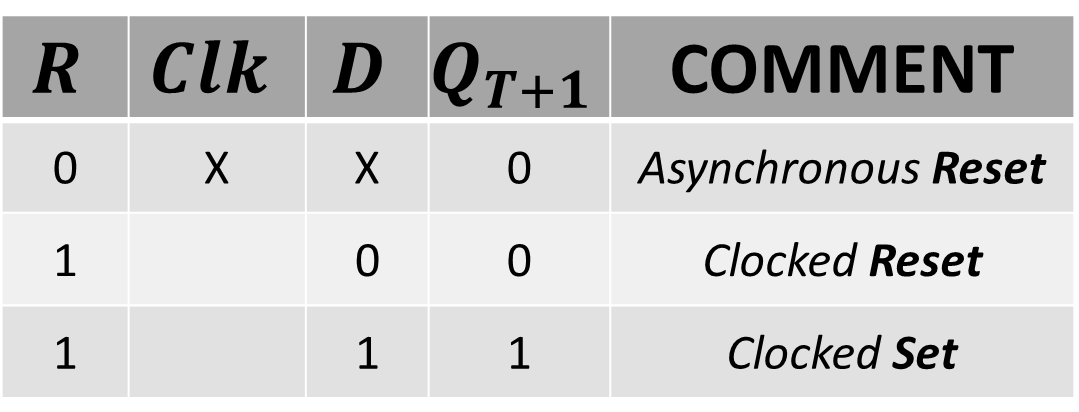 R Clk D Q_{T+1} COMMENT
0 X X 0 Asynchronous Reset
1 0 0 Clocked Reset
1 1 1 Clocked Set